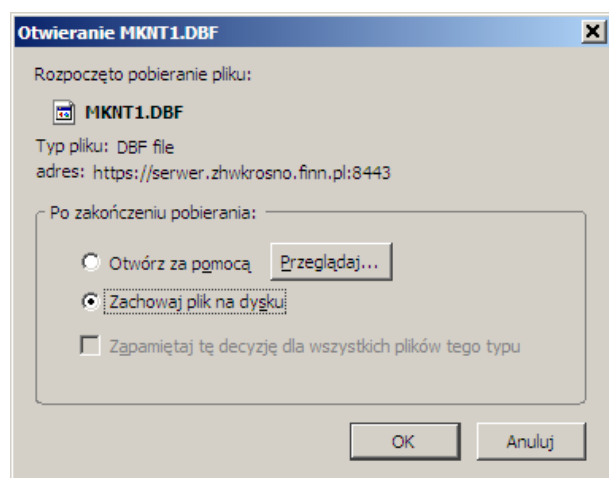 Otwieranie MKNT1.DBF
Rozpoczęto pobieranie pliku:
MKNT1.DBF
Typ pliku: DBF file
adres: https://serwer.zhwkrosno.finn.pl:8443
Po zakończeniu pobierania:
Otwórz za pomocą Przeglądaj...
Zachowaj plik na dysku
Zapamiętaj tę decyzję dla wszystkich plików tego typu
OK Anuluj